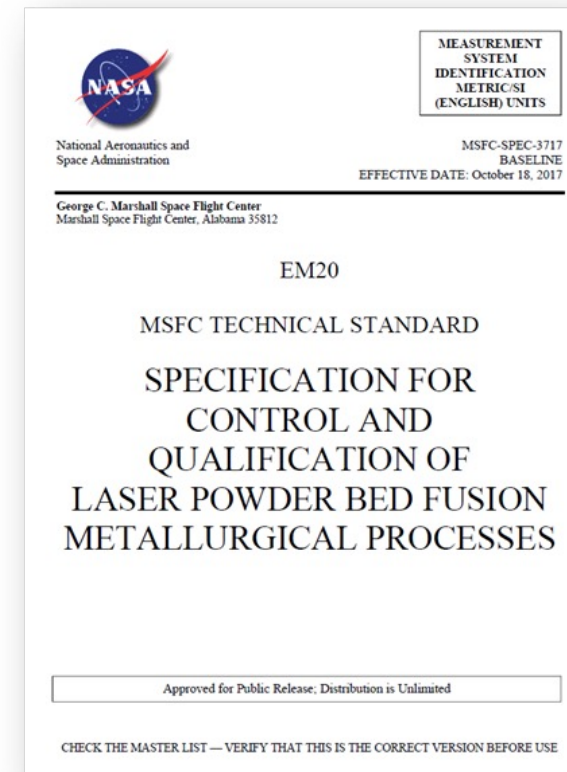 NASA
MEASUREMENT
SYSTEM
IDENTIFICATION
METRIC/SI
(ENGLISH) UNITS
National Aeronautics and
Space Administration
MSFC-SPEC-3717
BASELINE
EFFECTIVE DATE: October 18, 2017
George C. Marshall Space Flight Center
Marshall Space Flight Center, Alabama 35812
EM20
MSFC TECHNICAL STANDARD
SPECIFICATION FOR
CONTROL AND
QUALIFICATION OF
LASER POWDER BED FUSION
METALLURGICAL PROCESSES
Approved for Public Release; Distribution is Unlimited
CHECK THE MASTER LIST — VERIFY THAT THIS IS THE CORRECT VERSION BEFORE USE